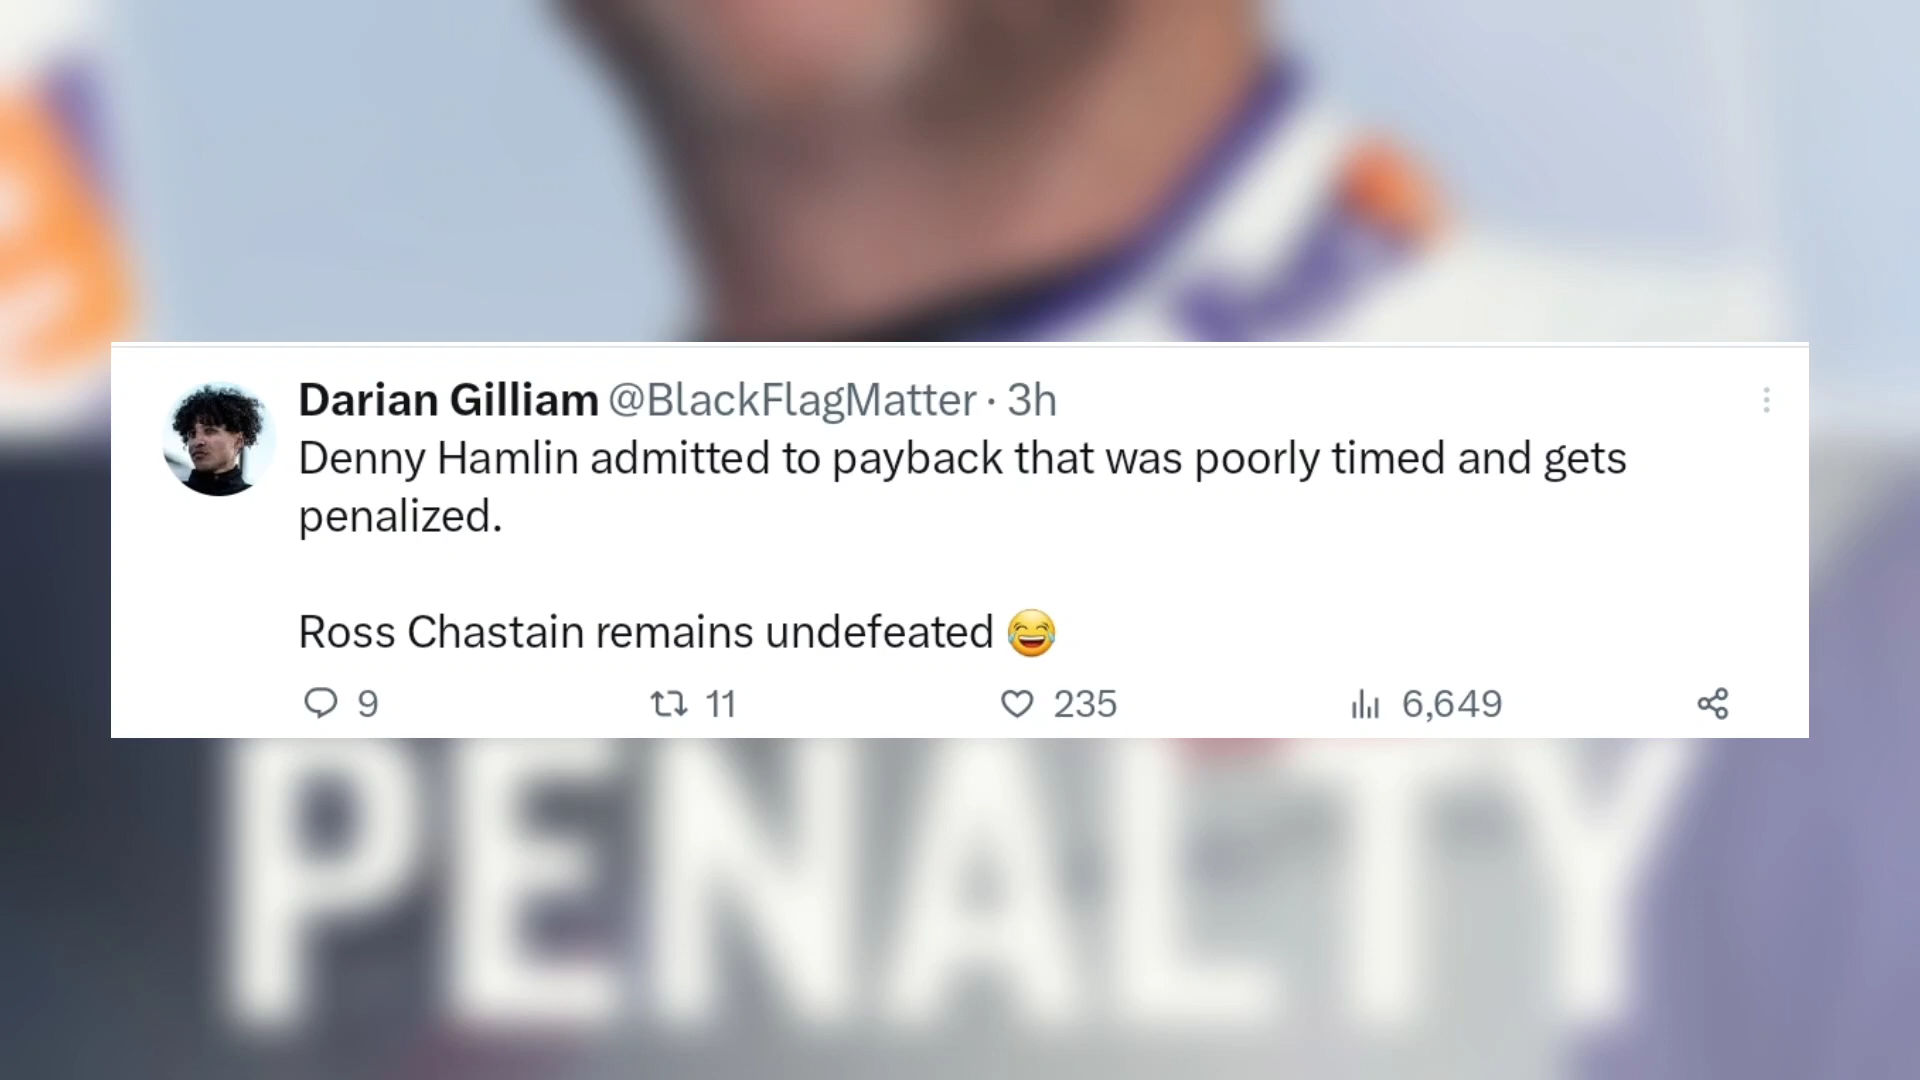 Darian Gilliam @BlackFlagMatter · 3h
Denny Hamlin admitted to payback that was poorly timed and gets
penalized.
Ross Chastain remains undefeated 😂
9 11 235 6,649
PENALTY